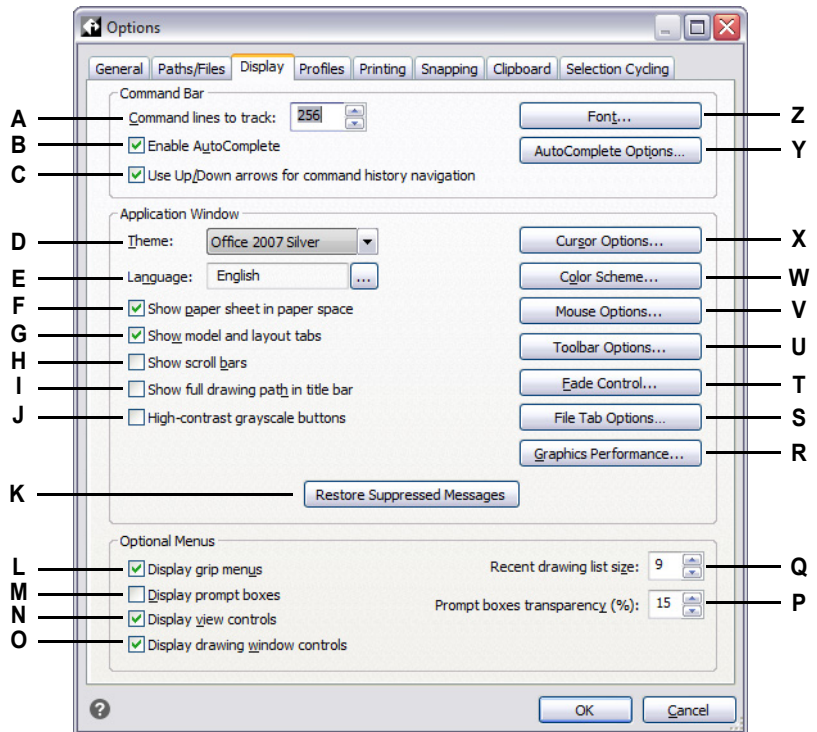 Options
General Paths/Files Display Profiles Printing Snapping Clipboard Selection Cycling
Command Bar
A Command lines to track: 256 Font... Z
B Enable AutoComplete AutoComplete Options... Y
C Use Up/Down arrows for command history navigation
Application Window
D Theme: Office 2007 Silver Cursor Options... X
E Language: English ... Color Scheme... W
F Show paper sheet in paper space Mouse Options... V
G Show model and layout tabs Toolbar Options... U
H Show scroll bars
I Show full drawing path in title bar Fade Control... T
J High-contrast grayscale buttons File Tab Options... S
Graphics Performance... R
K Restore Suppressed Messages
Optional Menus
L Display grip menus Recent drawing list size: 9 Q
M Display prompt boxes Prompt boxes transparency (%): 15 P
N Display view controls
O Display drawing window controls
? OK Cancel